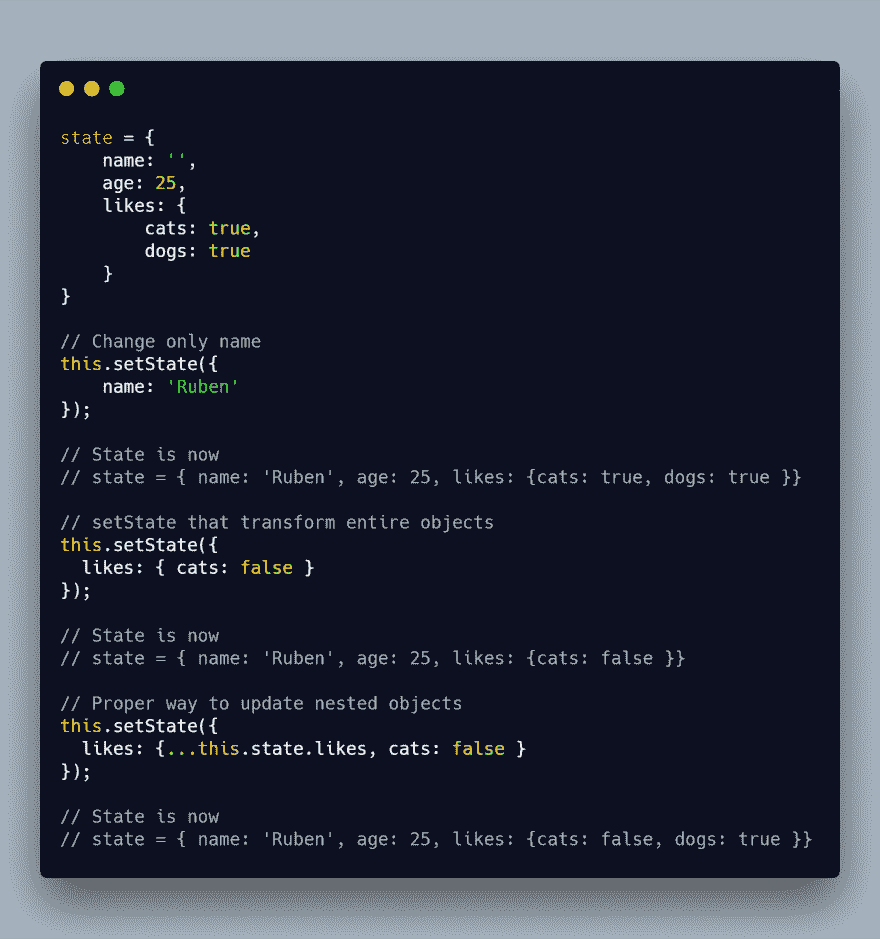 state = {
    name: '',
    age: 25,
    likes: {
        cats: true,
        dogs: true
    }
}

// Change only name
this.setState({
    name: 'Ruben'
});

// State is now
// state = { name: 'Ruben', age: 25, likes: {cats: true, dogs: true }}

// setState that transform entire objects
this.setState({
  likes: { cats: false }
});

// State is now
// state = { name: 'Ruben', age: 25, likes: {cats: false }}

// Proper way to update nested objects
this.setState({
  likes: {...this.state.likes, cats: false }
});

// State is now
// state = { name: 'Ruben', age: 25, likes: {cats: false, dogs: true }}